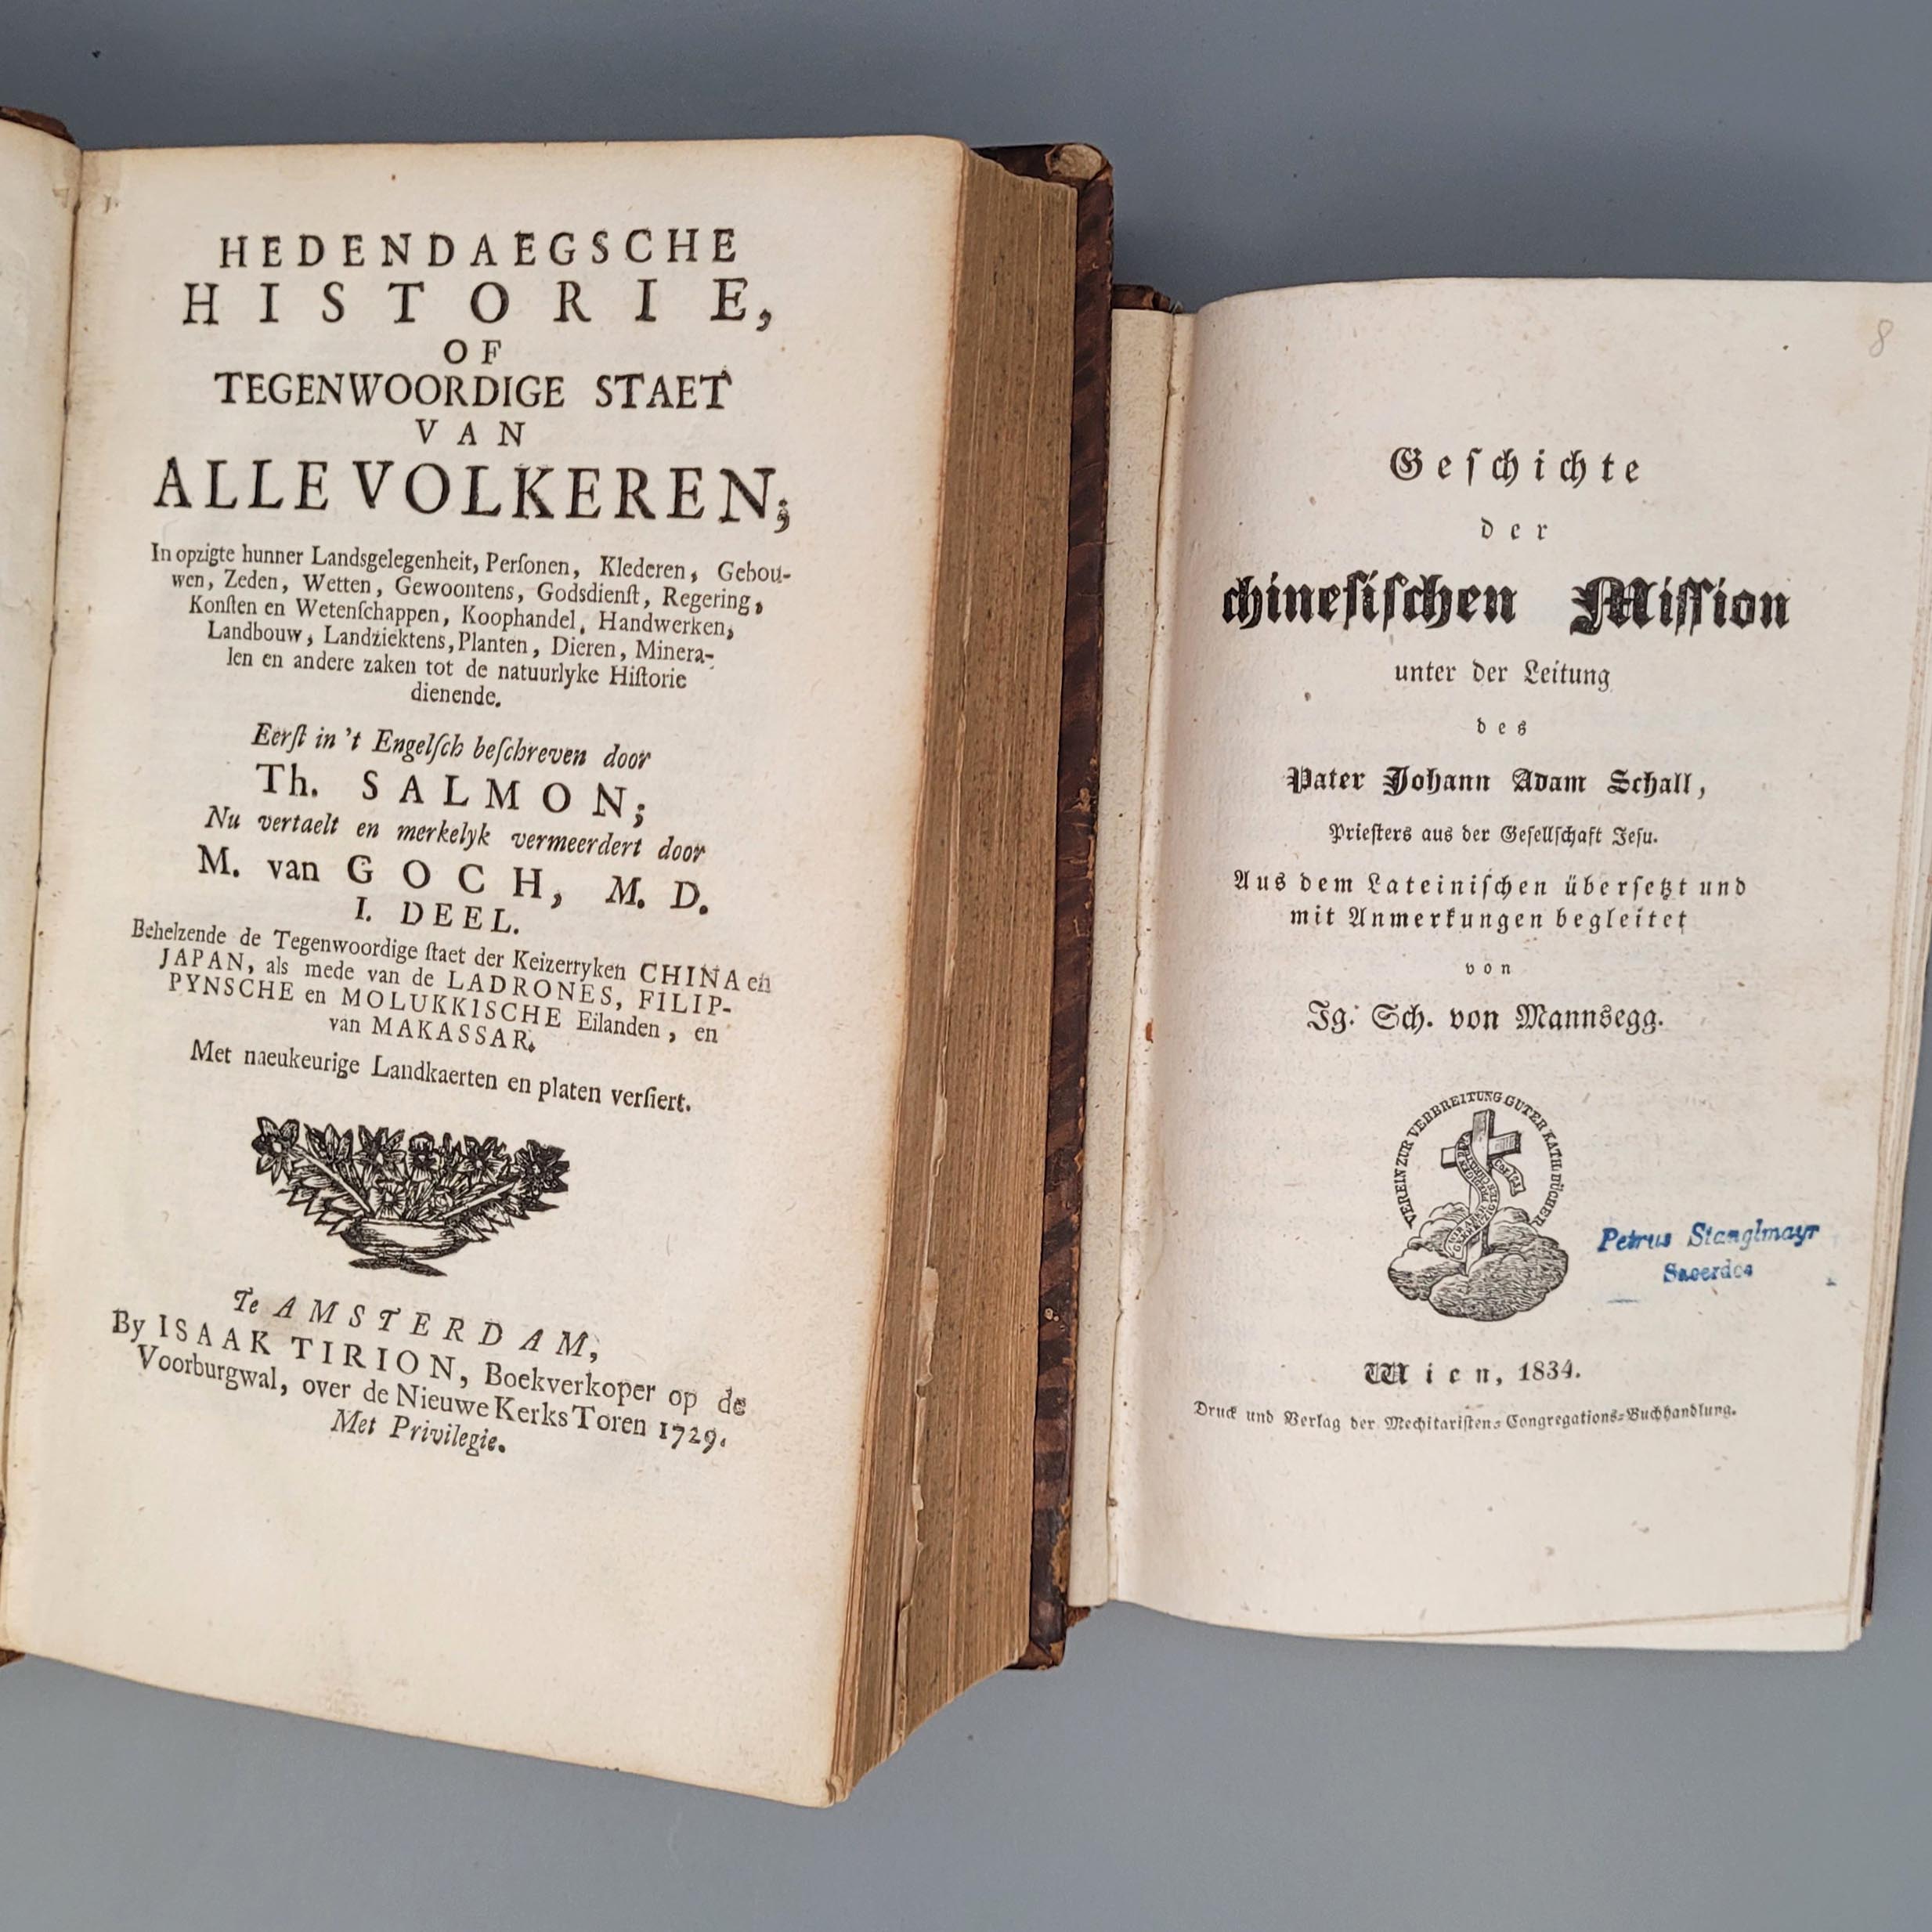 HEDENDAEGSCHE
HISTORIE,
OF
TEGENWOORDIGE STAET
VAN
ALLE VOLKEREN;
In opzigte hunner Landsgelegenheit, Perſonen, Klederen, Gebou-
wen, Zeden, Wetten, Gewoontens, Godsdienſt, Regering,
Konſten en Wetenſchappen, Koophandel, Handwerken,
Landbouw, Landziektens, Planten, Dieren, Minera-
len en andere zaken tot de natuurlyke Hiſtorie
dienende.
Eerſt in 't Engelſch beſchreven door
Th. SALMON;
Nu vertaelt en merkelyk vermeerdert door
M. van GOCH, M. D.
I. DEEL.
Behelzende de Tegenwoordige ſtaet der Keizerryken CHINA en
JAPAN, als mede van de LADRONES, FILIP-
PYNSCHE en MOLUKKISCHE Eilanden, en
van MAKASSAR.
Met naeukeurige Landkaerten en platen verſiert.
Te AMSTERDAM,
By ISAAK TIRION, Boekverkoper op de
Voorburgwal, over de Nieuwe Kerks Toren 1729.
Met Privilegie.
8
Geſchichte
der
chineſiſchen Miſſion
unter der Leitung
des
Pater Johann Adam Schall,
Prieſters aus der Geſellſchaft Jeſu.
Aus dem Lateiniſchen überſetzt und
mit Anmerkungen begleitet
von
Ig. Sch. von Mannsegg.
VEREIN ZUR VERBREITUNG GUTER KATH. BÜCHER
Petrus Stanglmayr
Sacerdos
Wien, 1834.
Druck und Verlag der Mechitariſten-Congregations-Buchhandlung.